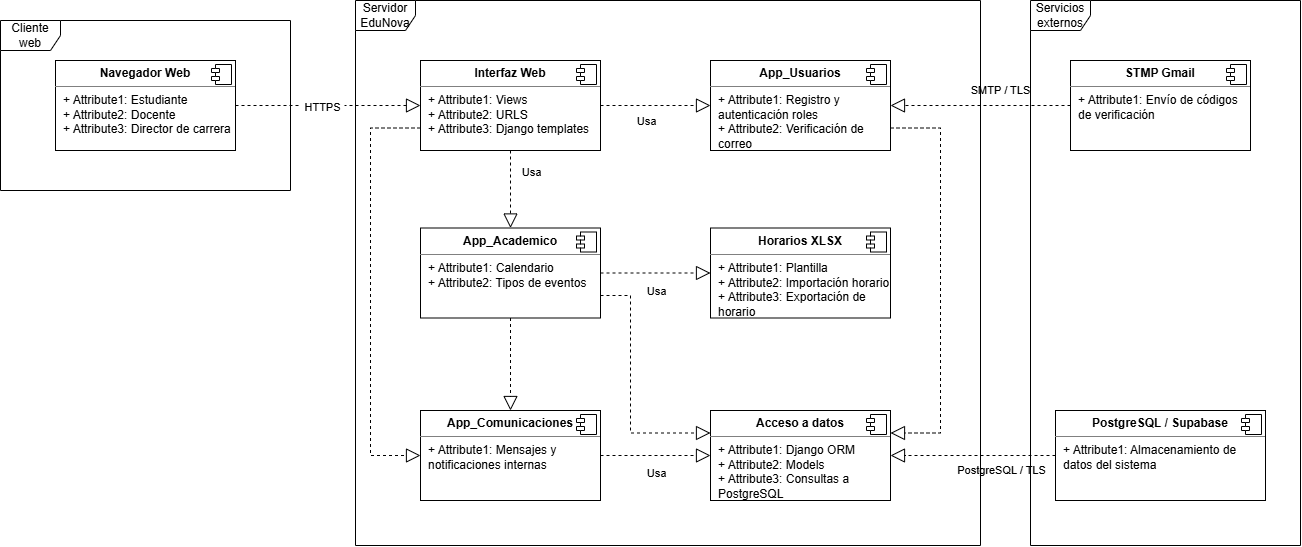 Cliente
web
Navegador Web
+ Attribute1: Estudiante
+ Attribute2: Docente
+ Attribute3: Director de carrera
HTTPS
Servidor
EduNova
Interfaz Web
+ Attribute1: Views
+ Attribute2: URLS
+ Attribute3: Django templates
Usa
App_Usuarios
+ Attribute1: Registro y
autenticación roles
+ Attribute2: Verificación de
correo
SMTP / TLS
Servicios
externos
STMP Gmail
+ Attribute1: Envío de códigos
de verificación
Usa
App_Academico
+ Attribute1: Calendario
+ Attribute2: Tipos de eventos
Usa
Horarios XLSX
+ Attribute1: Plantilla
+ Attribute2: Importación horario
+ Attribute3: Exportación de
horario
App_Comunicaciones
+ Attribute1: Mensajes y
notificaciones internas
Usa
Acceso a datos
+ Attribute1: Django ORM
+ Attribute2: Models
+ Attribute3: Consultas a
PostgreSQL
PostgreSQL / TLS
PostgreSQL / Supabase
+ Attribute1: Almacenamiento de
datos del sistema